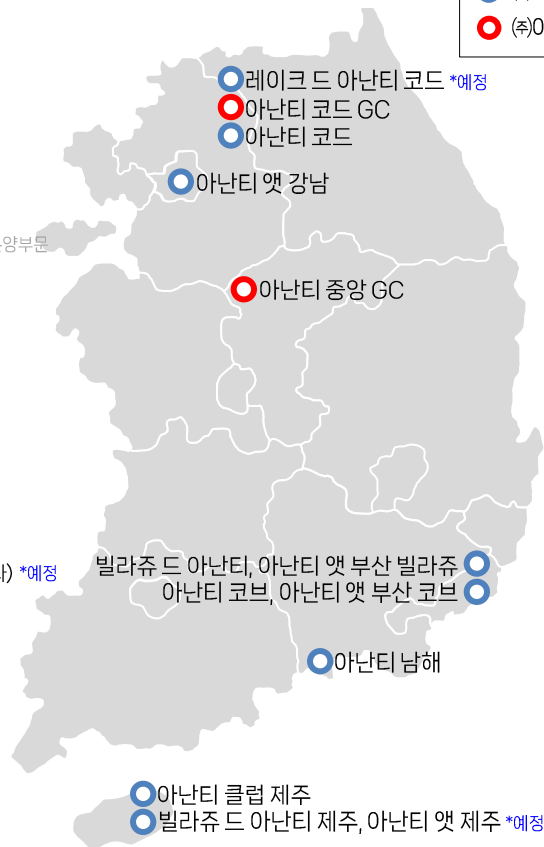 (주)
레이크 드 아난티 코드 *예정
아난티 코드 GC
아난티 코드
아난티 앳 강남
양부문
아난티 중앙 GC
빌라쥬 드 아난티, 아난티 앳 부산 빌라쥬
*예정
아난티 코브, 아난티 앳 부산 코브
아난티 남해
아난티 클럽 제주
빌라쥬 드 아난티 제주, 아난티 앳 제주 *예정